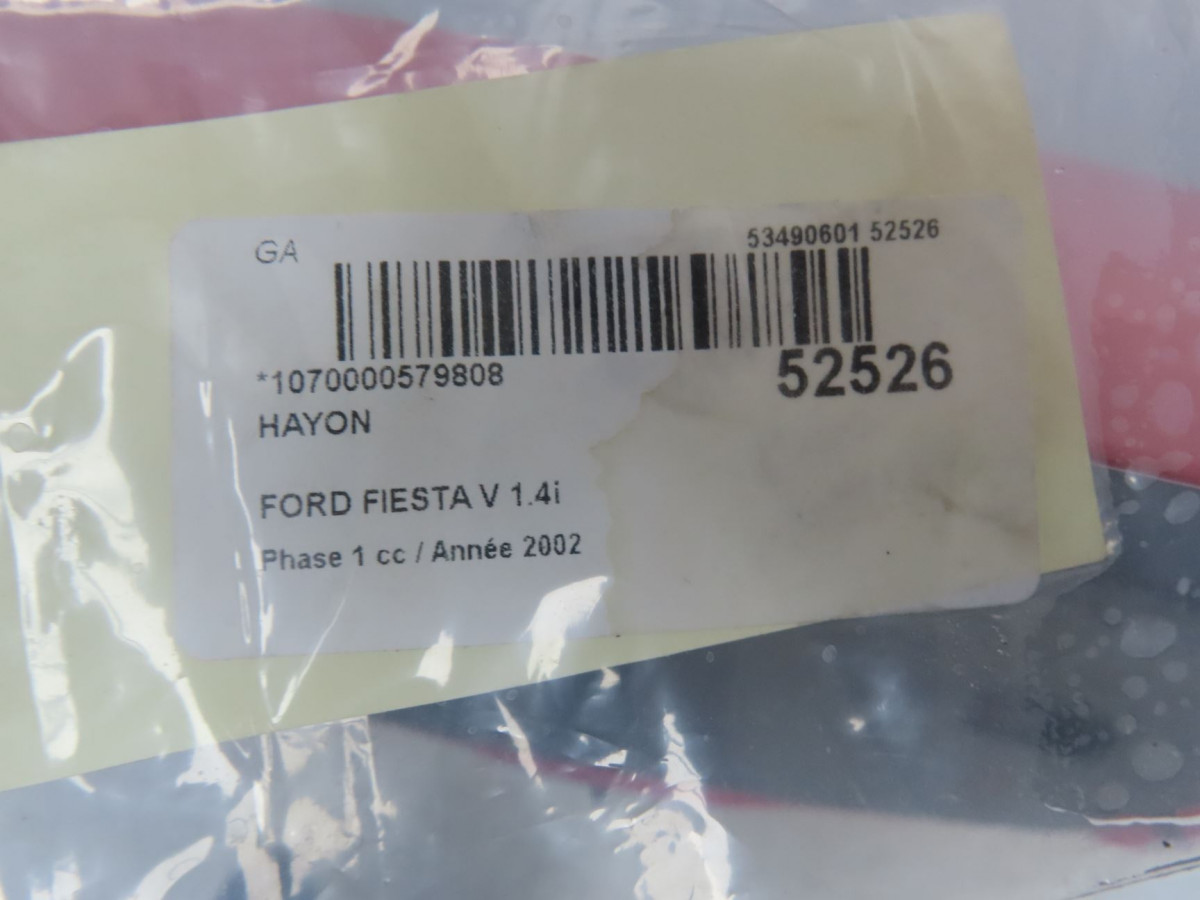 GA
53490601 52526
*1070000579808
52526
HAYON
FORD FIESTA V 1.4i
Phase 1 cc / Année 2002